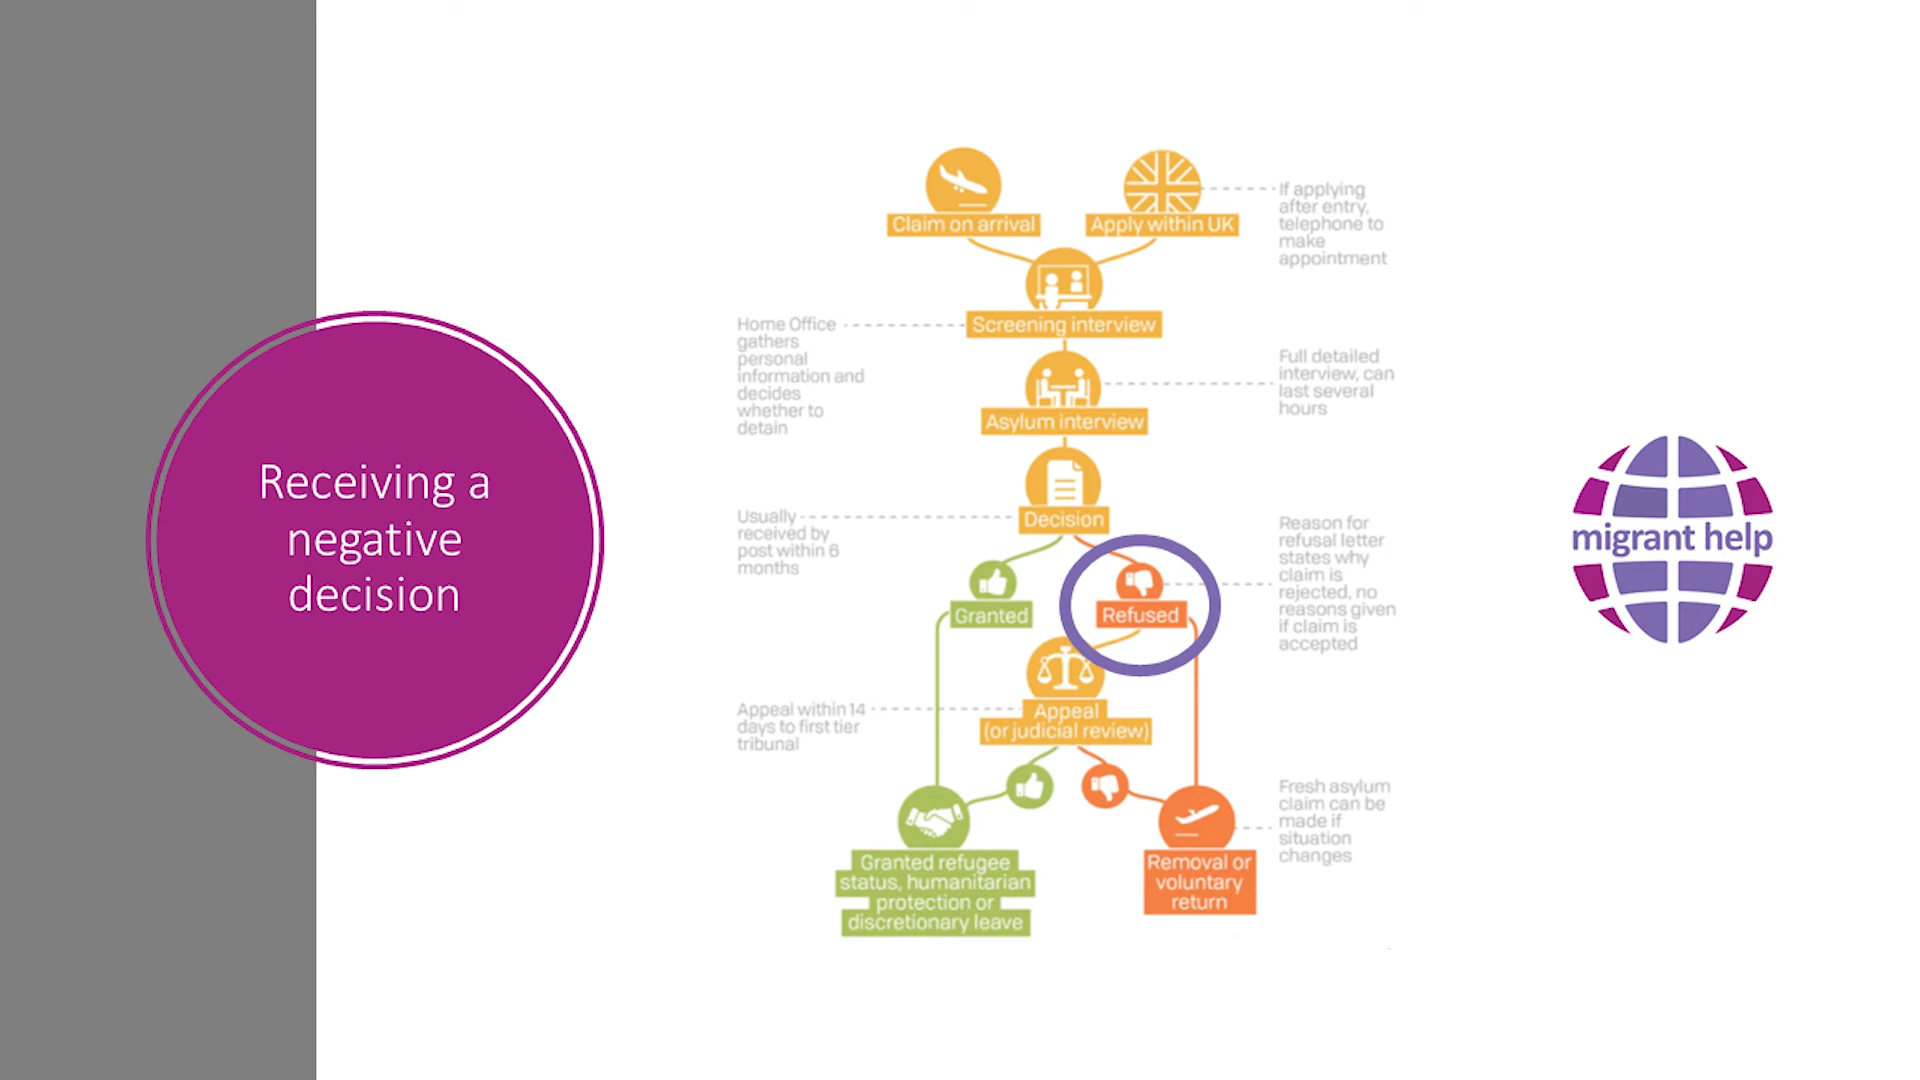 Receiving a
negative
decision
Claim on arrival
Apply within UK
If applying
after entry,
telephone to
make
appointment
Screening interview
Home Office
gathers
personal
information and
decides
whether to
detain
Asylum interview
Full detailed
interview, can
last several
hours
Decision
Usually
received by
post within 6
months
Granted
Refused
Reason for
refusal letter
states why
claim is
rejected, no
reasons given
if claim is
accepted
Appeal
(or judicial review)
Appeal within 14
days to first tier
tribunal
Granted refugee
status, humanitarian
protection or
discretionary leave
Removal or
voluntary
return
Fresh asylum
claim can be
made if
situation
changes
migrant help